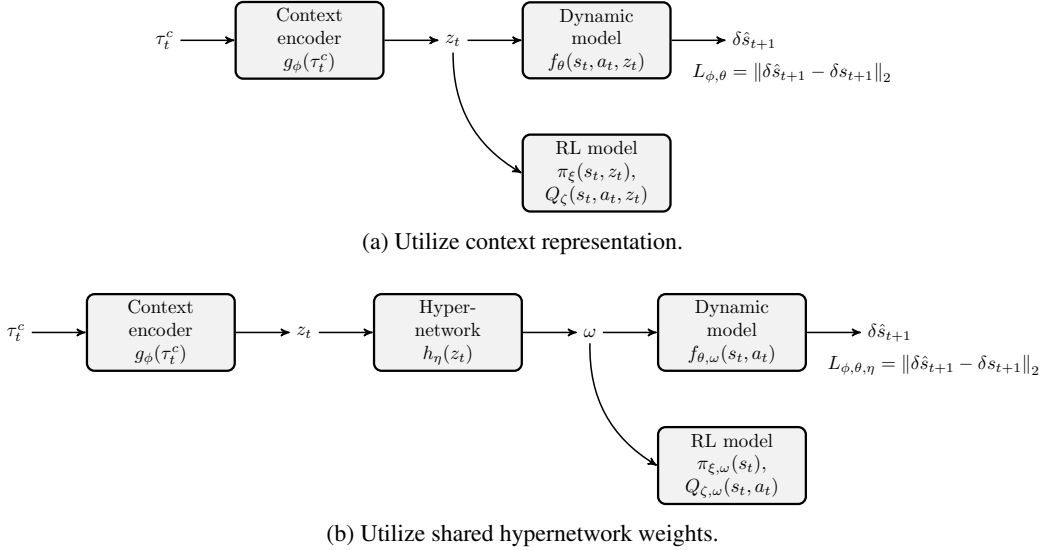 τ_t^c
Context
encoder
g_ϕ(τ_t^c)
z_t
Dynamic
model
f_θ(s_t, a_t, z_t)
δŝ_{t+1}
L_{ϕ,θ} = ‖δŝ_{t+1} − δs_{t+1}‖_2
RL model
π_ξ(s_t, z_t),
Q_ζ(s_t, a_t, z_t)
(a) Utilize context representation.
τ_t^c
Context
encoder
g_ϕ(τ_t^c)
z_t
Hyper-
network
h_η(z_t)
ω
Dynamic
model
f_{θ,ω}(s_t, a_t)
δŝ_{t+1}
L_{ϕ,θ,η} = ‖δŝ_{t+1} − δs_{t+1}‖_2
RL model
π_{ξ,ω}(s_t),
Q_{ζ,ω}(s_t, a_t)
(b) Utilize shared hypernetwork weights.